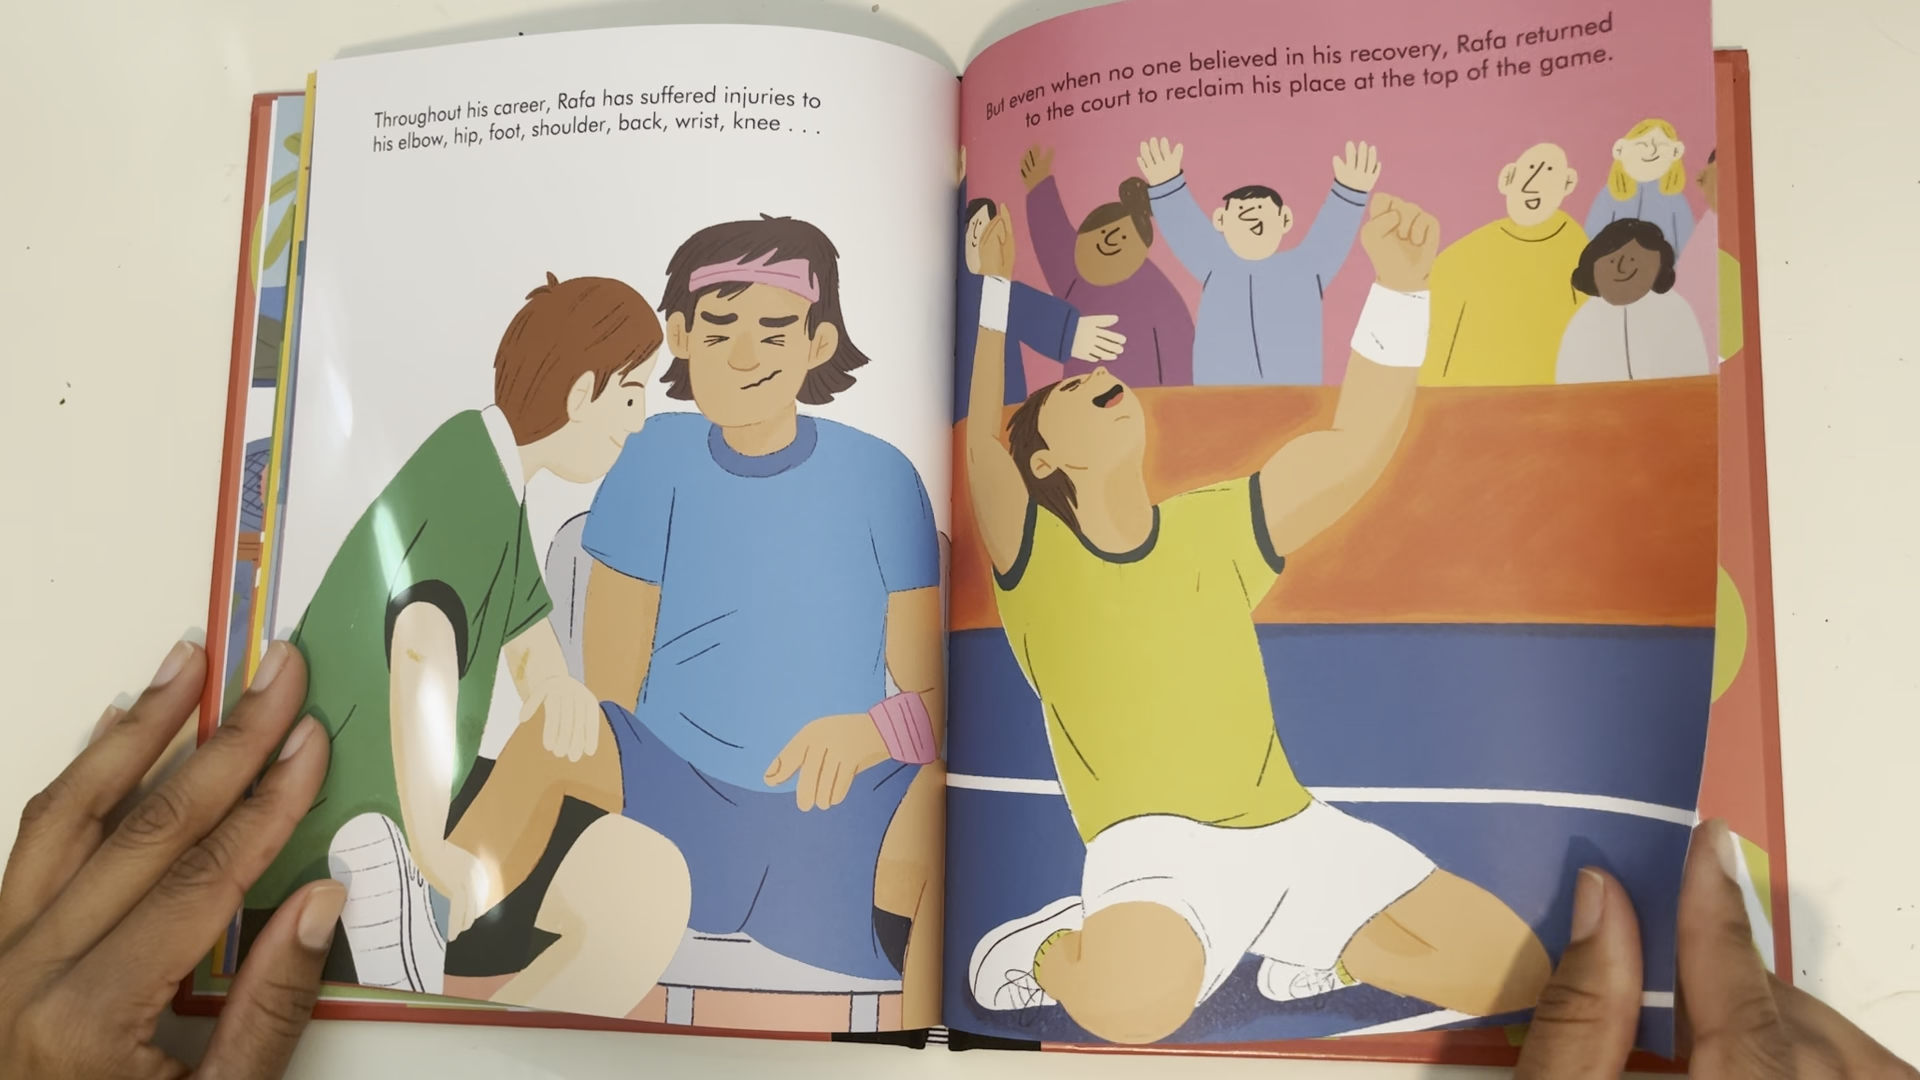 Throughout his career, Rafa has suffered injuries to
his elbow, hip, foot, shoulder, back, wrist, knee . . .
But even when no one believed in his recovery, Rafa returned
to the court to reclaim his place at the top of the game.